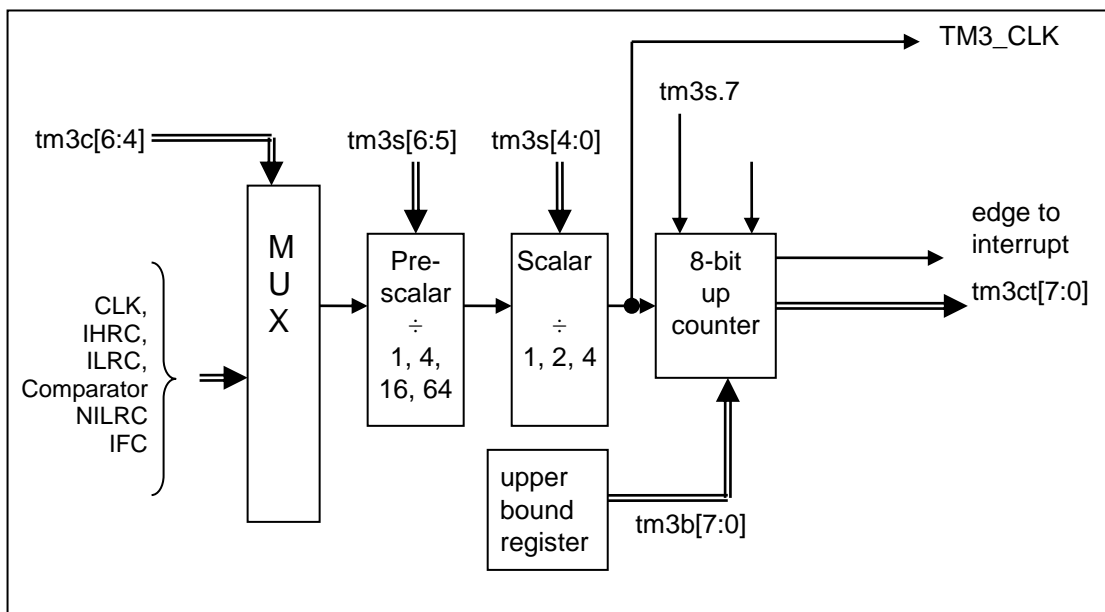 TM3_CLK
tm3s.7
tm3c[6:4]
tm3s[6:5]
tm3s[4:0]
M
U
X
Pre-
scalar
÷
1, 4,
16, 64
Scalar
÷
1, 2, 4
8-bit
up
counter
edge to
interrupt
tm3ct[7:0]
CLK,
IHRC,
ILRC,
Comparator
NILRC
IFC
upper
bound
register
tm3b[7:0]